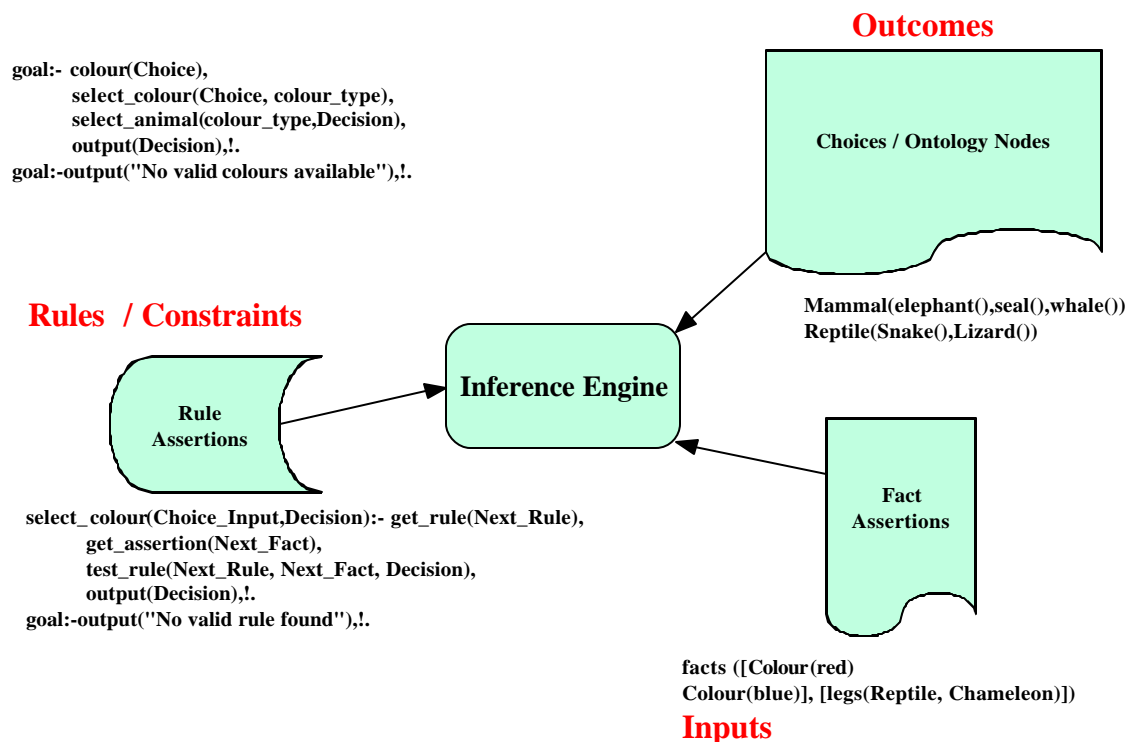 Outcomes
goal:- colour(Choice),
select_colour(Choice, colour_type),
select_animal(colour_type,Decision),
output(Decision),!.
goal:-output("No valid colours available"),!.
Choices / Ontology Nodes
Mammal(elephant(),seal(),whale())
Reptile(Snake(),Lizard())
Rules / Constraints
Inference Engine
Rule
Assertions
Fact
Assertions
select_colour(Choice_Input,Decision):- get_rule(Next_Rule),
get_assertion(Next_Fact),
test_rule(Next_Rule, Next_Fact, Decision),
output(Decision),!.
goal:-output("No valid rule found"),!.
facts ([Colour(red)
Colour(blue)], [legs(Reptile, Chameleon)])
Inputs